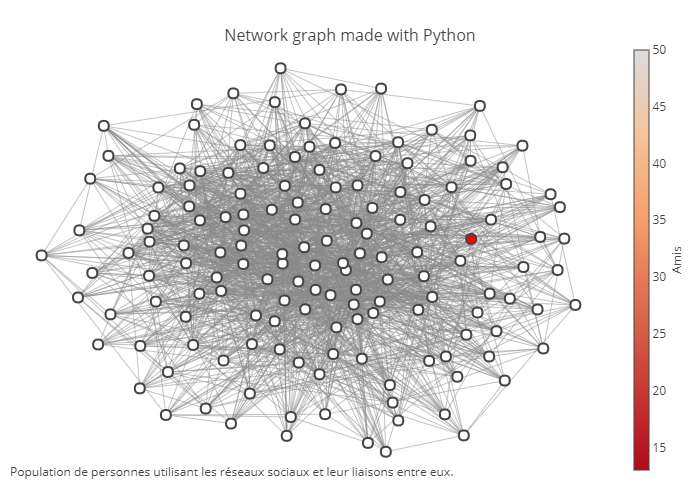 Network graph made with Python
50
45
40
35
30
25
20
15
Amis
Population de personnes utilisant les réseaux sociaux et leur liaisons entre eux.